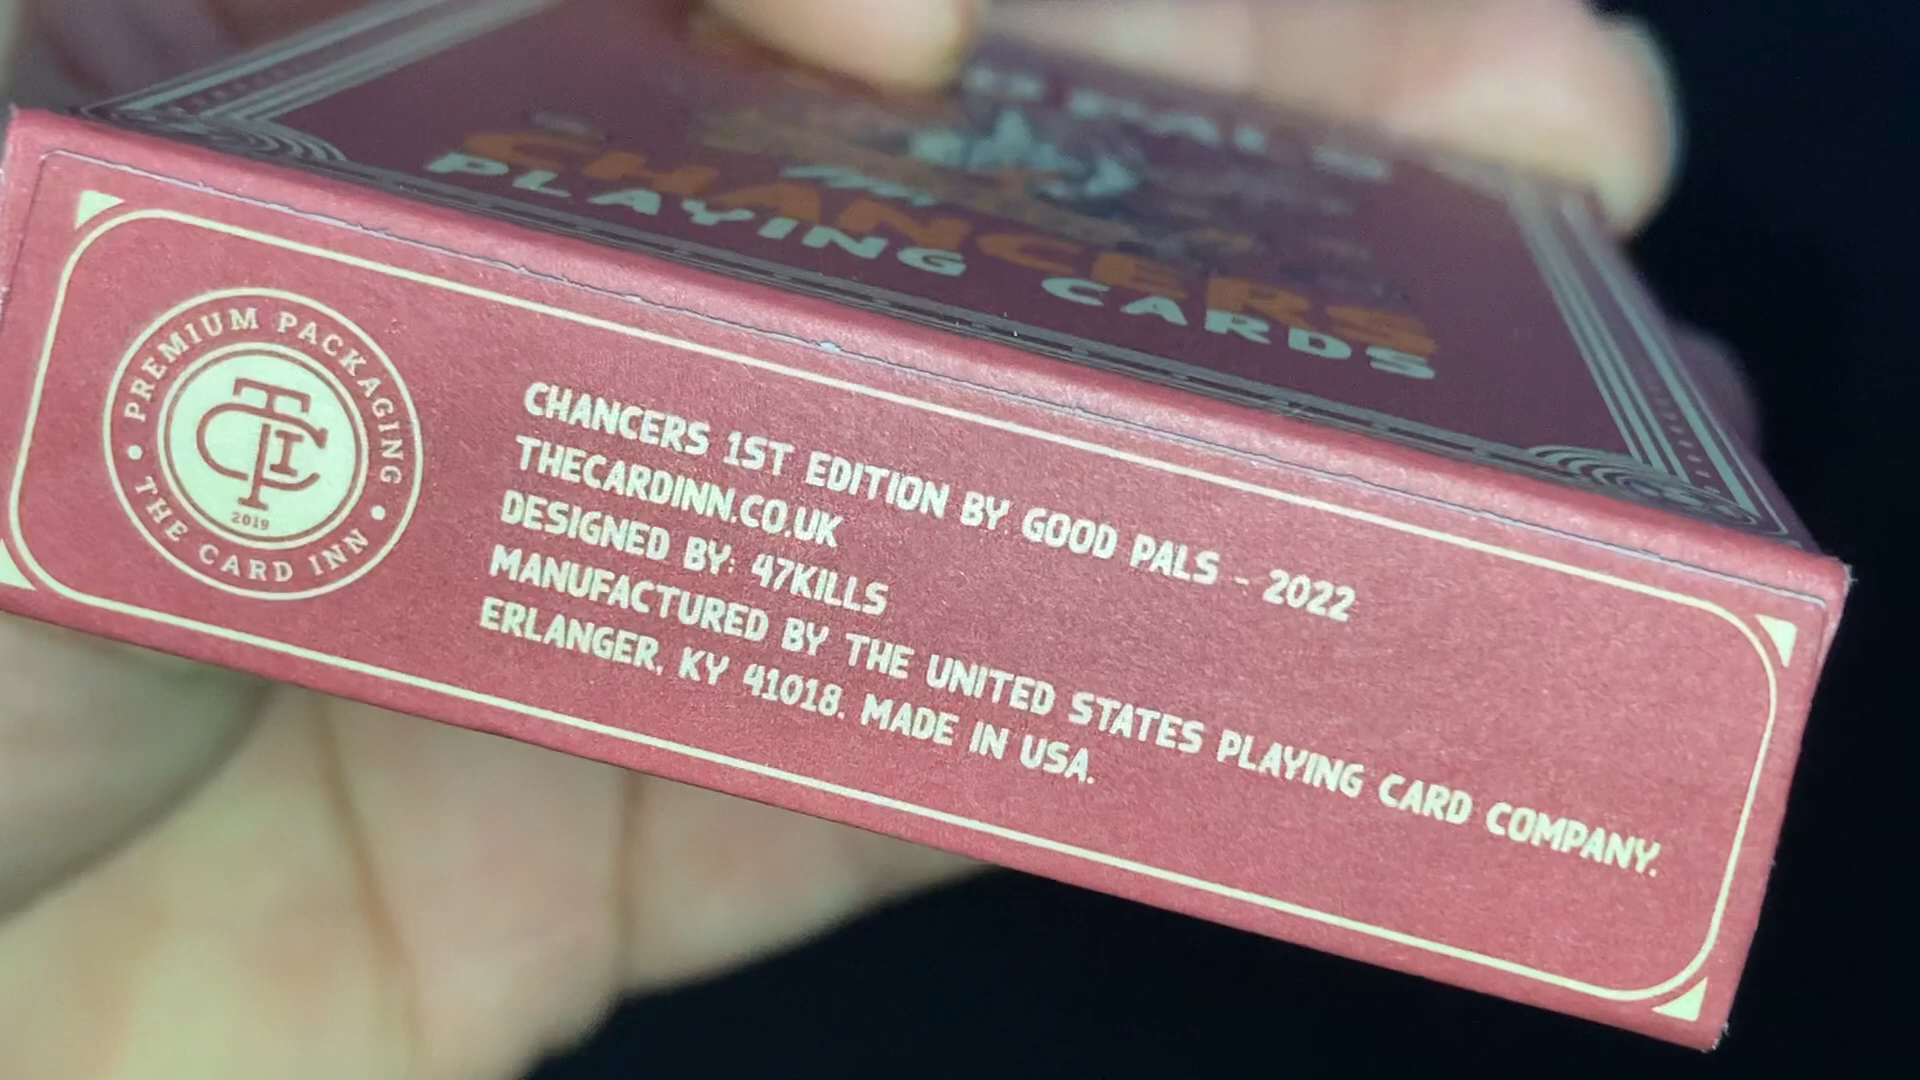 PALS
CHANCERS
PLAYING CARDS
PREMIUM PACKAGING
TCI
2019
THE CARD INN
CHANCERS 1ST EDITION BY GOOD PALS - 2022
THECARDINN.CO.UK
DESIGNED BY: 47KILLS
MANUFACTURED BY THE UNITED STATES PLAYING CARD COMPANY.
ERLANGER, KY 41018. MADE IN USA.